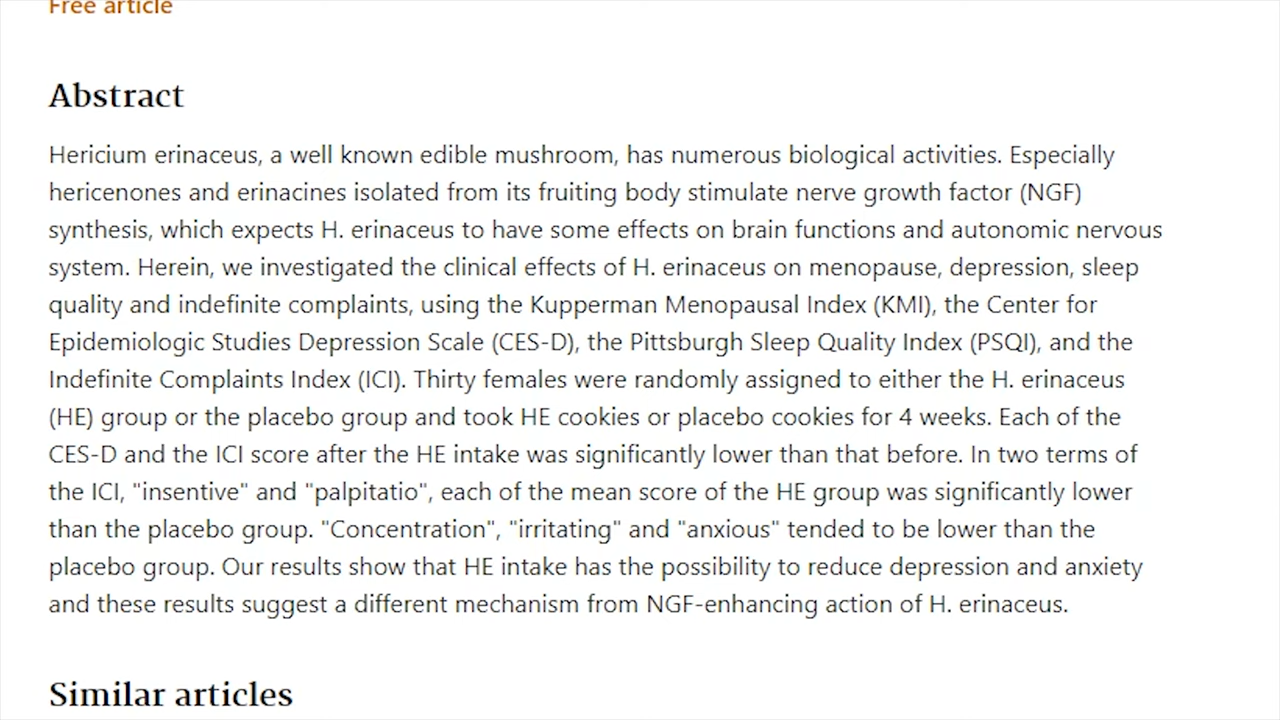 Free article
Abstract
Hericium erinaceus, a well known edible mushroom, has numerous biological activities. Especially
hericenones and erinacines isolated from its fruiting body stimulate nerve growth factor (NGF)
synthesis, which expects H. erinaceus to have some effects on brain functions and autonomic nervous
system. Herein, we investigated the clinical effects of H. erinaceus on menopause, depression, sleep
quality and indefinite complaints, using the Kupperman Menopausal Index (KMI), the Center for
Epidemiologic Studies Depression Scale (CES-D), the Pittsburgh Sleep Quality Index (PSQI), and the
Indefinite Complaints Index (ICI). Thirty females were randomly assigned to either the H. erinaceus
(HE) group or the placebo group and took HE cookies or placebo cookies for 4 weeks. Each of the
CES-D and the ICI score after the HE intake was significantly lower than that before. In two terms of
the ICI, "insentive" and "palpitatio", each of the mean score of the HE group was significantly lower
than the placebo group. "Concentration", "irritating" and "anxious" tended to be lower than the
placebo group. Our results show that HE intake has the possibility to reduce depression and anxiety
and these results suggest a different mechanism from NGF-enhancing action of H. erinaceus.
Similar articles